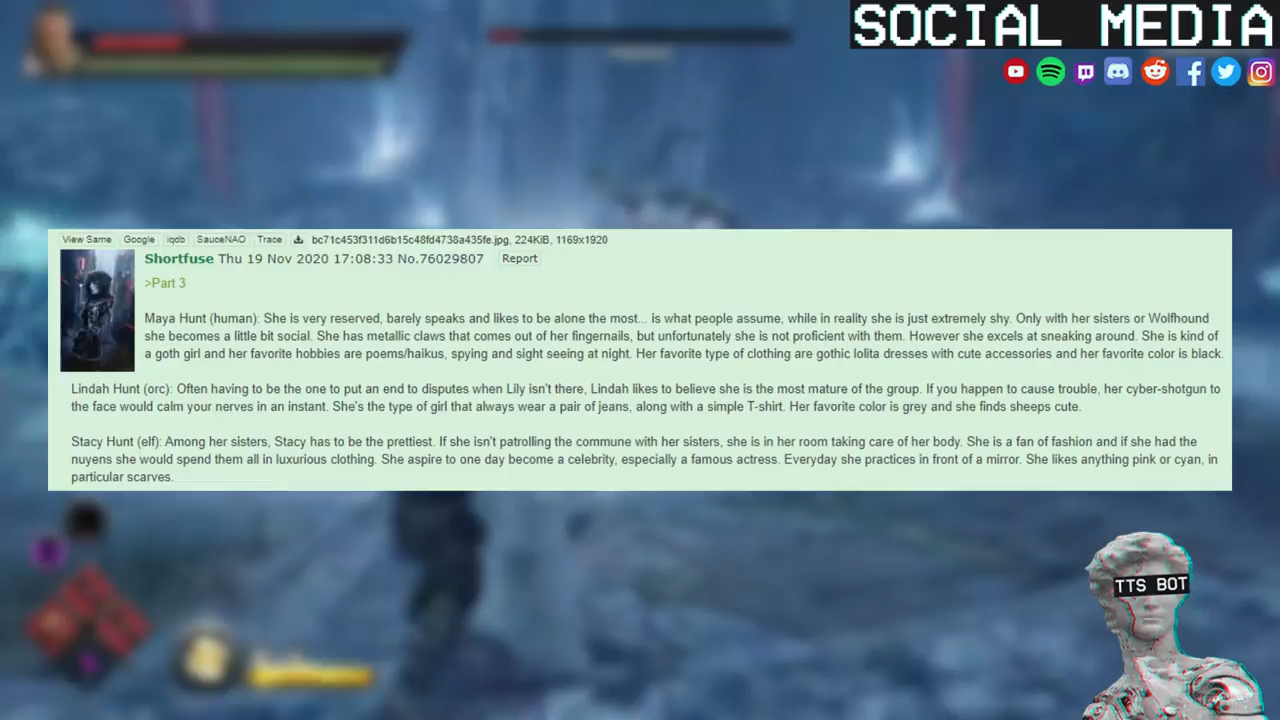 SOCIAL MEDIA
View Same Google iqdb SauceNAO Trace bc71c453f311d6b15c48fd4738a435fe.jpg, 224KiB, 1169x1920
Shortfuse Thu 19 Nov 2020 17:08:33 No.76029807 Report
>Part 3
Maya Hunt (human): She is very reserved, barely speaks and likes to be alone the most... is what people assume, while in reality she is just extremely shy. Only with her sisters or Wolfhound
she becomes a little bit social. She has metallic claws that comes out of her fingernails, but unfortunately she is not proficient with them. However she excels at sneaking around. She is kind of
a goth girl and her favorite hobbies are poems/haikus, spying and sight seeing at night. Her favorite type of clothing are gothic lolita dresses with cute accessories and her favorite color is black.
Lindah Hunt (orc): Often having to be the one to put an end to disputes when Lily isn't there, Lindah likes to believe she is the most mature of the group. If you happen to cause trouble, her cyber-shotgun to
the face would calm your nerves in an instant. She's the type of girl that always wear a pair of jeans, along with a simple T-shirt. Her favorite color is grey and she finds sheeps cute.
Stacy Hunt (elf): Among her sisters, Stacy has to be the prettiest. If she isn't patrolling the commune with her sisters, she is in her room taking care of her body. She is a fan of fashion and if she had the
nuyens she would spend them all in luxurious clothing. She aspire to one day become a celebrity, especially a famous actress. Everyday she practices in front of a mirror. She likes anything pink or cyan, in
particular scarves.
TTS BOT